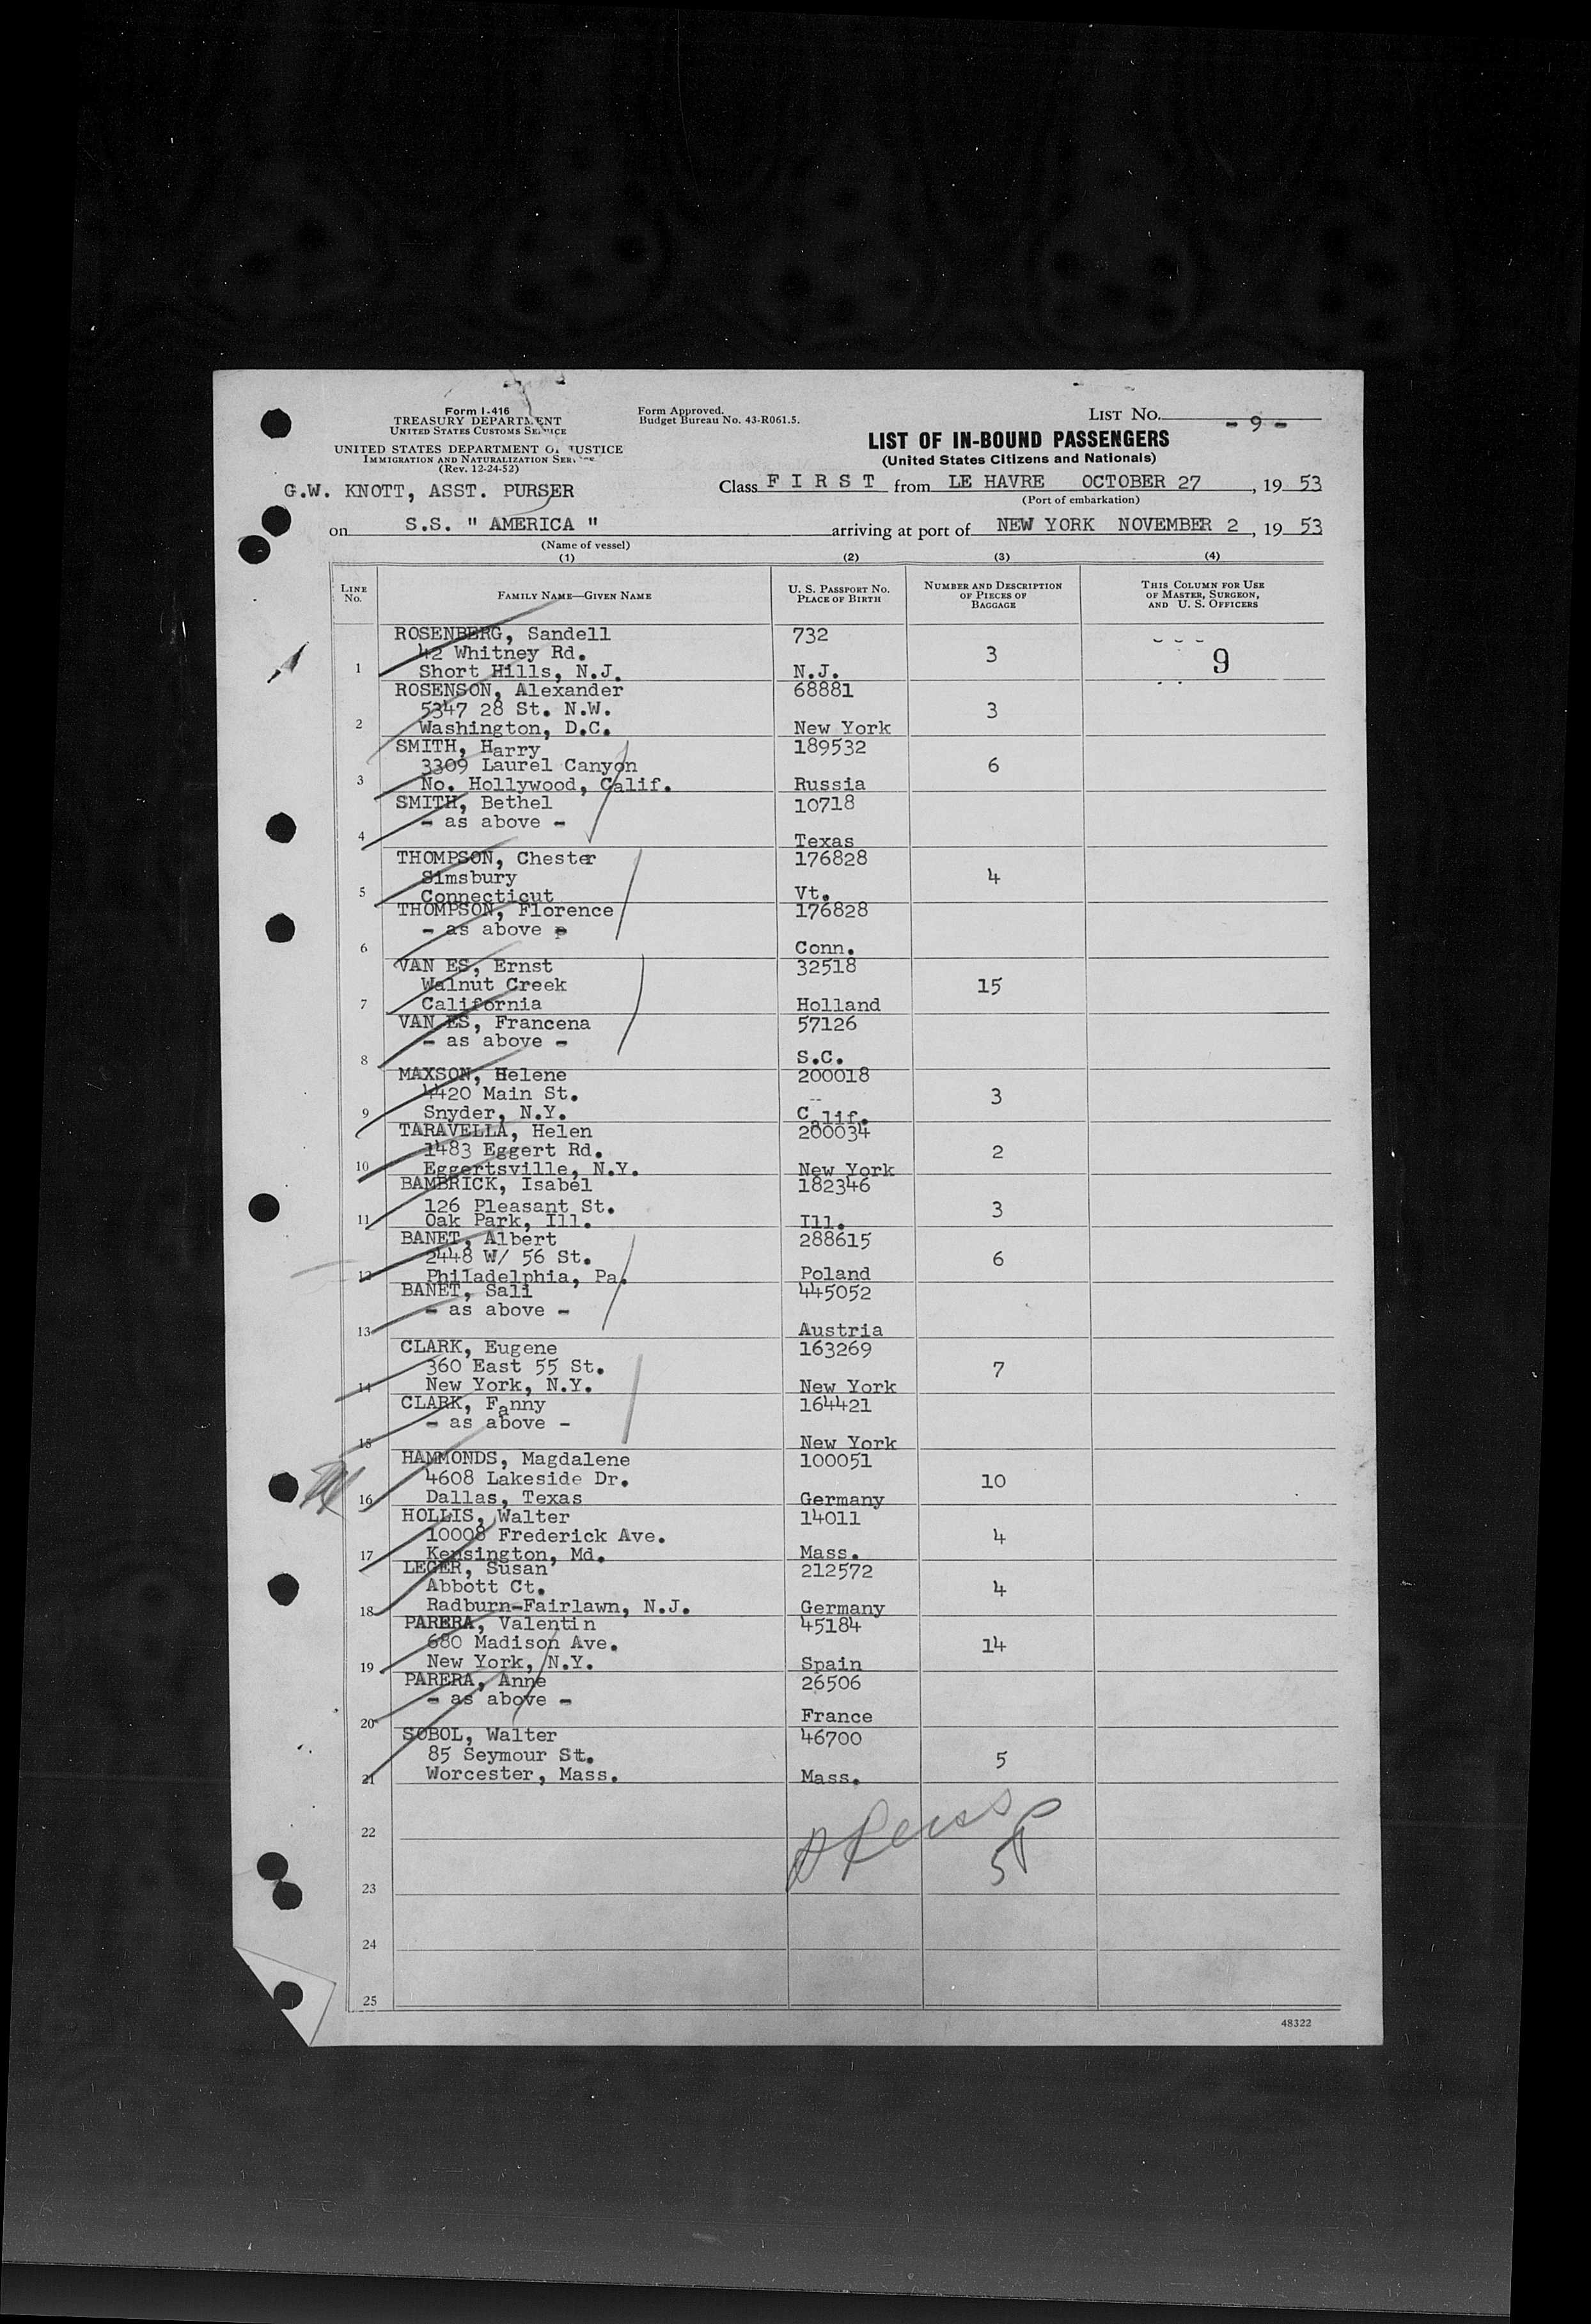 Form I-416
TREASURY DEPARTMENT
UNITED STATES CUSTOMS SERVICE
UNITED STATES DEPARTMENT OF JUSTICE
IMMIGRATION AND NATURALIZATION SERVICE
(Rev. 12-24-52)
Form Approved.
Budget Bureau No. 43-R061.5.
LIST No. - 9 -
LIST OF IN-BOUND PASSENGERS
(United States Citizens and Nationals)
G.W. KNOTT, ASST. PURSER
Class F I R S T from LE HAVRE OCTOBER 27, 19 53
(Port of embarkation)
on S.S. " AMERICA " arriving at port of NEW YORK NOVEMBER 2, 19 53
(Name of vessel)
(1) (2) (3) (4)
LINE No. FAMILY NAME—GIVEN NAME U. S. PASSPORT NO. PLACE OF BIRTH NUMBER AND DESCRIPTION OF PIECES OF BAGGAGE THIS COLUMN FOR USE OF MASTER, SURGEON, AND U. S. OFFICERS
ROSENBERG, Sandell 732
42 Whitney Rd. 3 9
1 Short Hills, N.J. N.J.
ROSENSON, Alexander 68881
5347 28 St. N.W. 3
2 Washington, D.C. New York
SMITH, Harry 189532
3309 Laurel Canyon 6
3 No. Hollywood, Calif. Russia
SMITH, Bethel 10718
- as above -
4 Texas
THOMPSON, Chester 176828
Simsbury 4
5 Connecticut Vt.
THOMPSON, Florence 176828
- as above p
6 Conn.
VAN ES, Ernst 32518
Walnut Creek 15
7 California Holland
VAN ES, Francena 57126
- as above -
8 S.C.
MAXSON, Helene 200018
4420 Main St. 3
9 Snyder, N.Y. Calif.
TARAVELLA, Helen 200034
1483 Eggert Rd. 2
10 Eggertsville, N.Y. New York
BAMBRICK, Isabel 182346
126 Pleasant St. 3
11 Oak Park, Ill. Ill.
BANET, Albert 288615
2448 W/ 56 St. 6
12 Philadelphia, Pa. Poland
BANET, Sali 445052
- as above -
13 Austria
CLARK, Eugene 163269
360 East 55 St. 7
14 New York, N.Y. New York
CLARK, Fanny 164421
- as above -
15 New York
HAMMONDS, Magdalene 100051
4608 Lakeside Dr. 10
16 Dallas, Texas Germany
HOLLIS, Walter 14011
10008 Frederick Ave. 4
17 Kensington, Md. Mass.
LEGER, Susan 212572
Abbott Ct. 4
18 Radburn-Fairlawn, N.J. Germany
PARERA, Valentin 45184
680 Madison Ave. 14
19 New York, N.Y. Spain
PARERA, Anne 26506
- as above -
20 France
SOBOL, Walter 46700
85 Seymour St. 5
21 Worcester, Mass. Mass.
22
23
24
25
48322